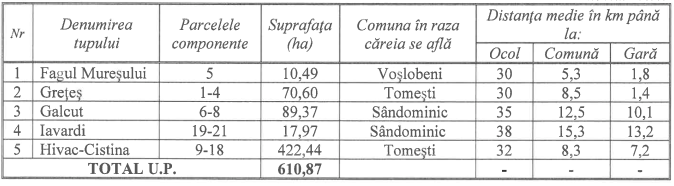 Nr Denumirea tupului Parcelele componente Suprafața (ha) Comuna în raza căreia se află Distanța medie în km până la:
Ocol Comună Gară
1 Fagul Mureșului 5 10,49 Voșlobeni 30 5,3 1,8
2 Grețeș 1-4 70,60 Tomești 30 8,5 1,4
3 Galcut 6-8 89,37 Sândominic 35 12,5 10,1
4 Iavardi 19-21 17,97 Sândominic 38 15,3 13,2
5 Hivac-Cistina 9-18 422,44 Tomești 32 8,3 7,2
TOTAL U.P. 610,87 - - -